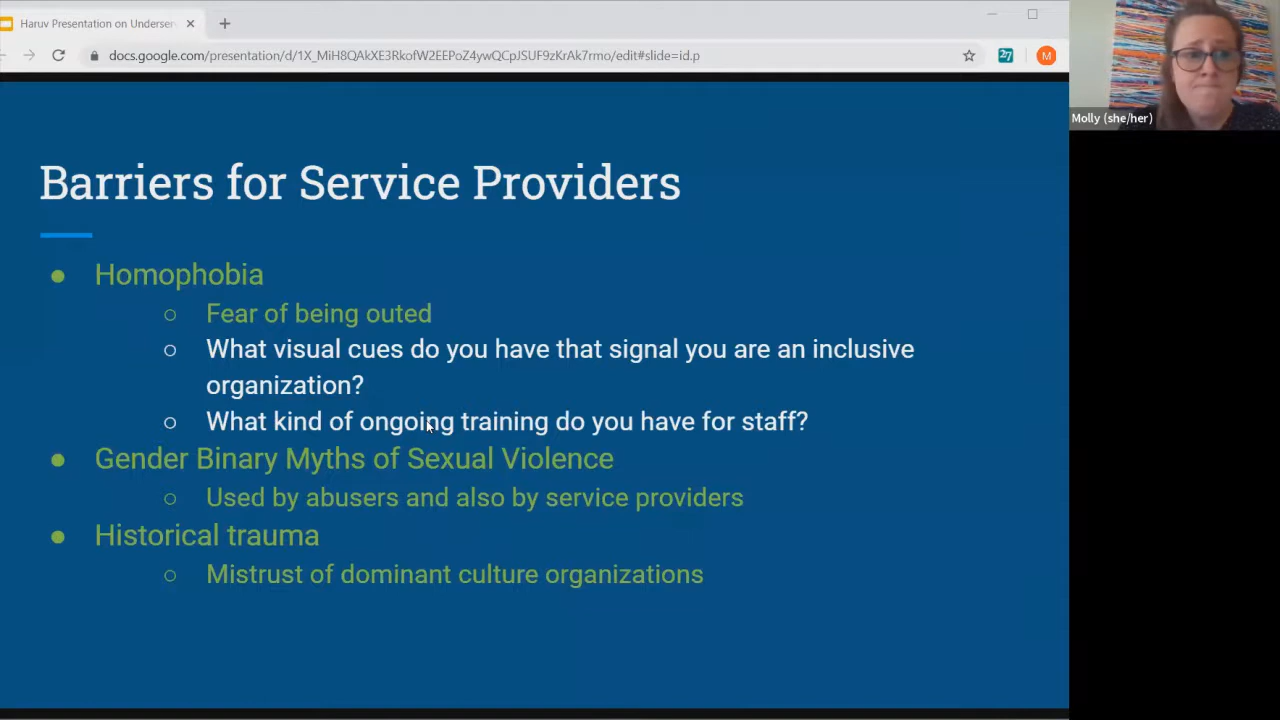 Haruv Presentation on Underser
docs.google.com/presentation/d/1X_MiH8QAkXE3RkofW2EEPoZ4ywQCpJSUF9zKrAk7rmo/edit#slide=id.p
27
M
Molly (she/her)
Barriers for Service Providers
● Homophobia
○ Fear of being outed
○ What visual cues do you have that signal you are an inclusive
organization?
○ What kind of ongoing training do you have for staff?
● Gender Binary Myths of Sexual Violence
○ Used by abusers and also by service providers
● Historical trauma
○ Mistrust of dominant culture organizations